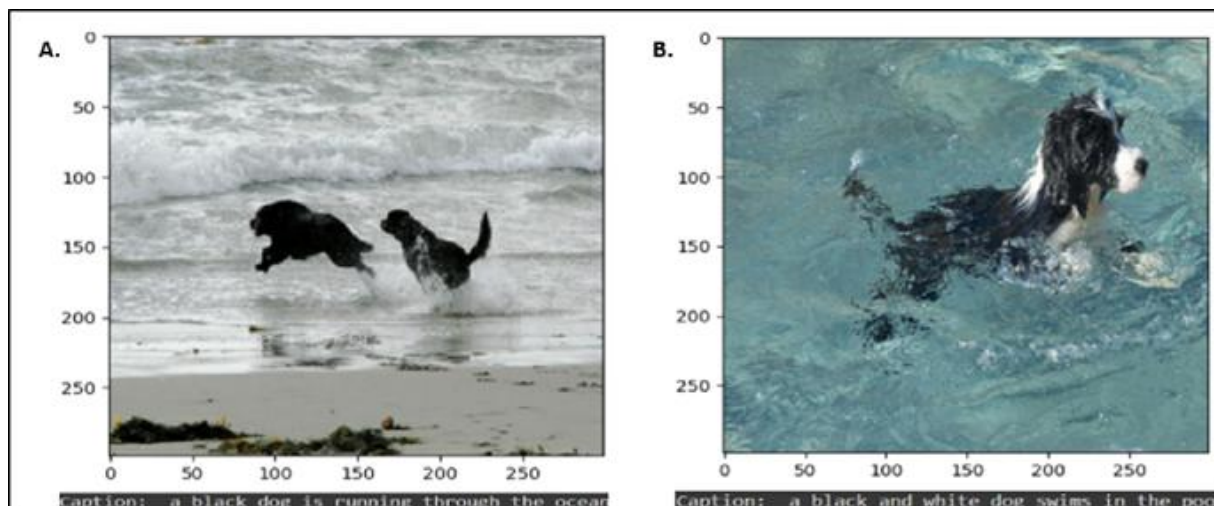 A.
0
50
100
150
200
250
0 50 100 150 200 250
Caption: a black dog is running through the ocean
B.
0
50
100
150
200
250
0 50 100 150 200 250
Caption: a black and white dog swims in the poo